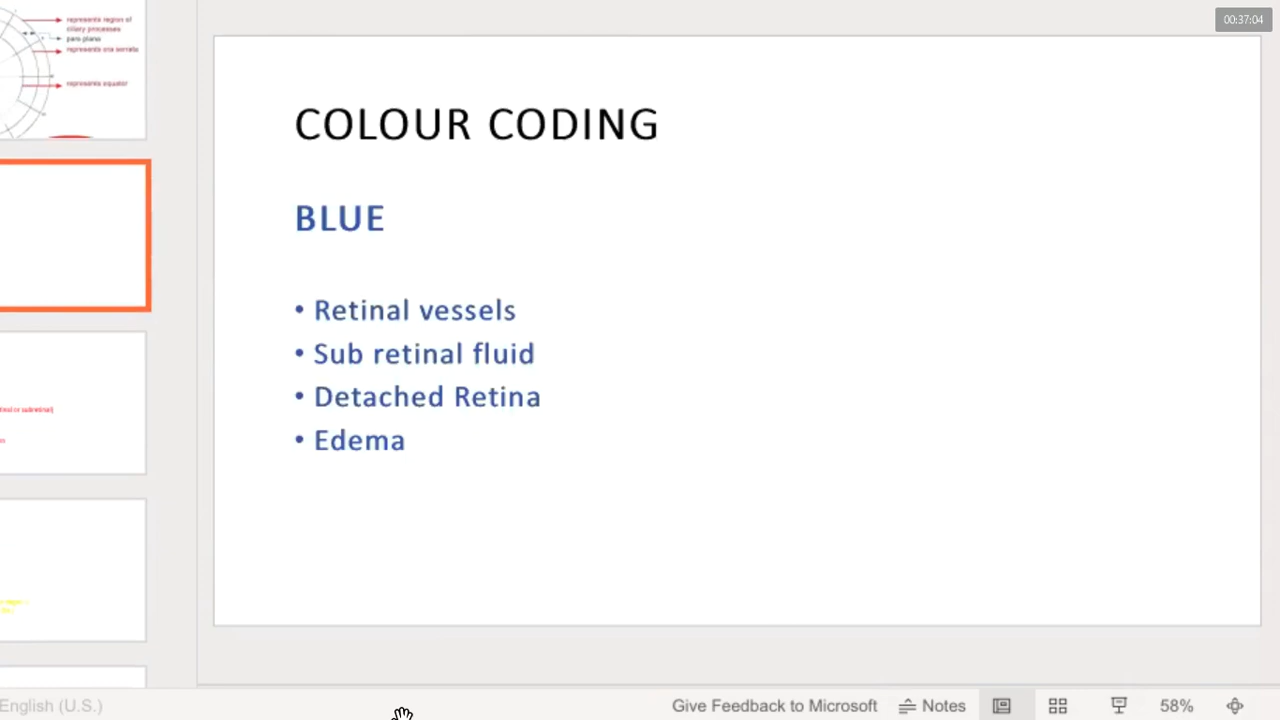 00:37:04
represents region of
ciliary processes
pars plana
represents ora serrata
represents equator
COLOUR CODING
BLUE
• Retinal vessels
• Sub retinal fluid
• Detached Retina
• Edema
English (U.S.)
Give Feedback to Microsoft
Notes
58%